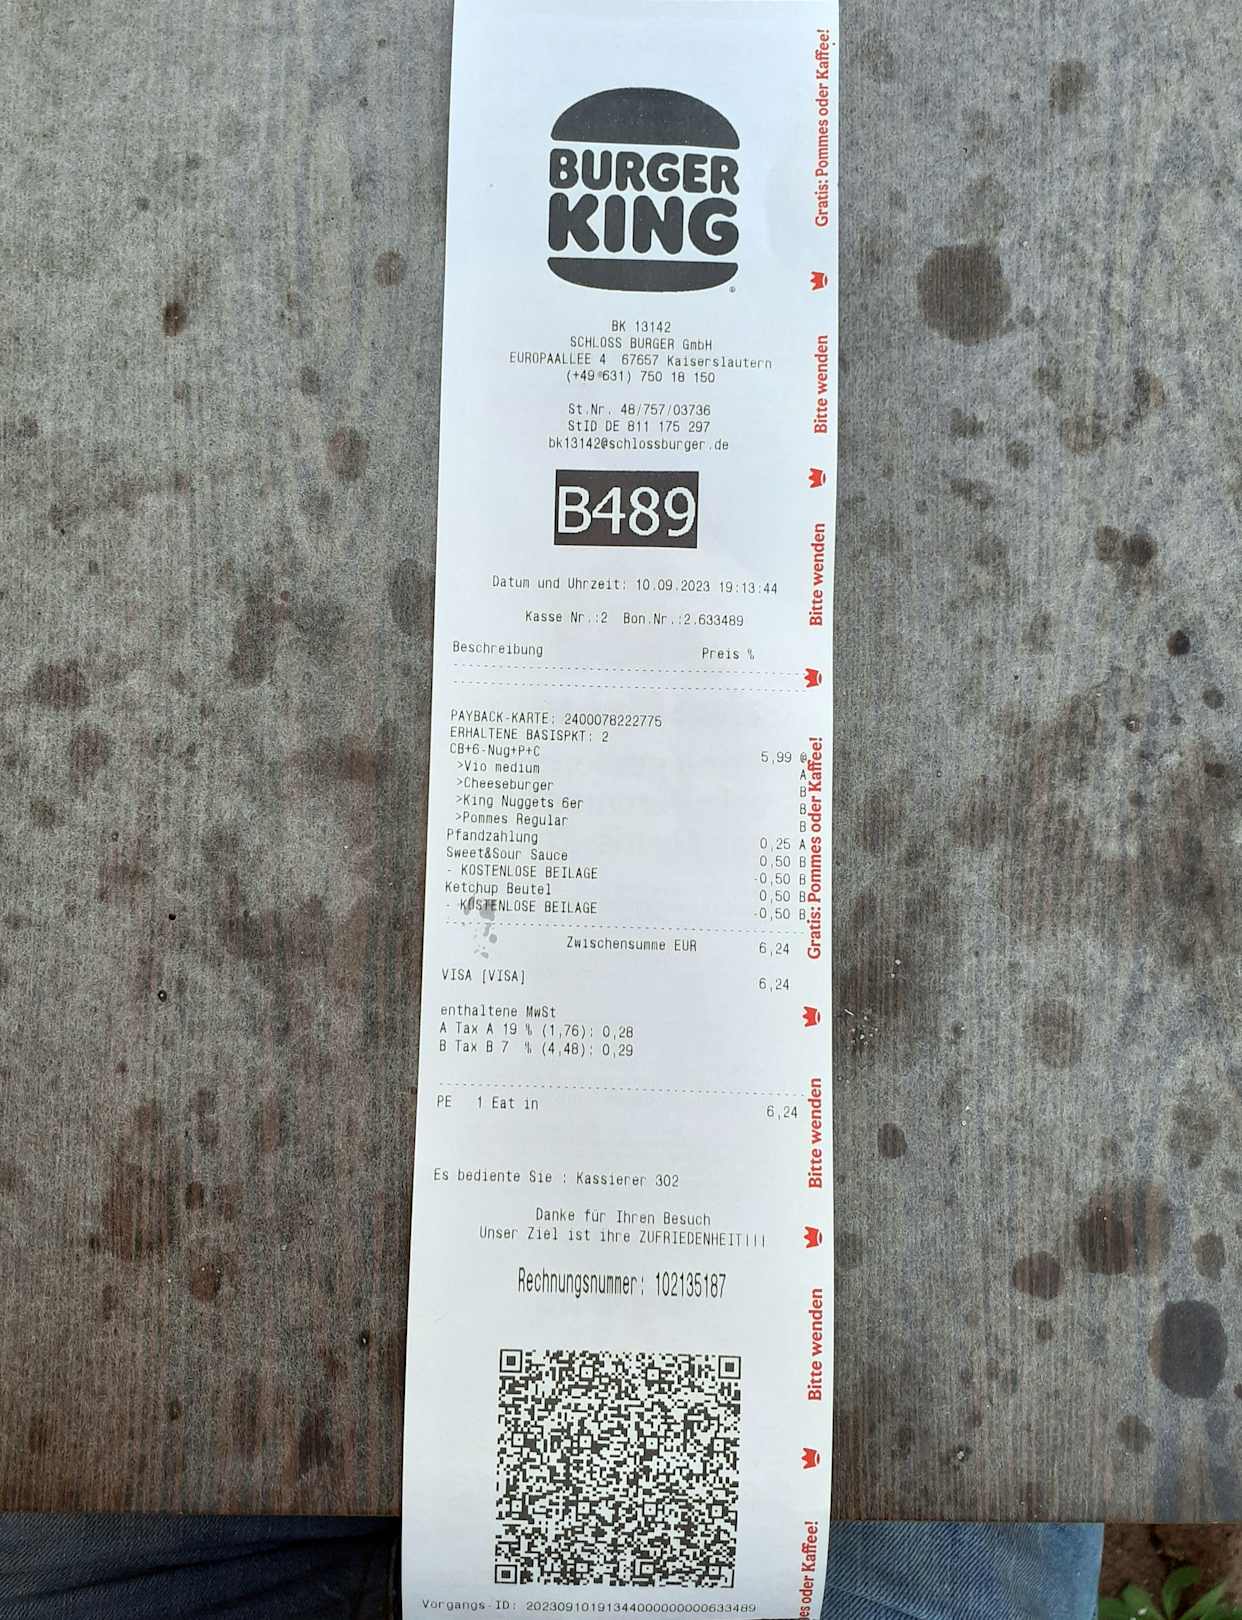 BURGER
KING
®
BK 13142
SCHLOSS BURGER GmbH
EUROPAALLEE 4 67657 Kaiserslautern
(+49 631) 750 18 150
St.Nr. 48/757/03736
StID DE 811 175 297
bk13142@schlossburger.de
B489
Datum und Uhrzeit: 10.09.2023 19:13:44
Kasse Nr.:2 Bon.Nr.:2.633489
Beschreibung Preis %
PAYBACK-KARTE: 2400078222775
ERHALTENE BASISPKT: 2
CB+6-Nug+P+C 5,99 @
>Vio medium A
>Cheeseburger B
>King Nuggets 6er B
>Pommes Regular B
Pfandzahlung 0,25 A
Sweet&Sour Sauce 0,50 B
- KOSTENLOSE BEILAGE -0,50 B
Ketchup Beutel 0,50 B
- KOSTENLOSE BEILAGE -0,50 B
Zwischensumme EUR 6,24
VISA [VISA] 6,24
enthaltene MwSt
A Tax A 19 % (1,76): 0,28
B Tax B 7 % (4,48): 0,29
PE 1 Eat in 6,24
Es bediente Sie : Kassierer 302
Danke für Ihren Besuch
Unser Ziel ist ihre ZUFRIEDENHEIT!!!
Rechnungsnummer: 102135187
Vorgangs-ID: 20230910191344000000000633489
Gratis: Pommes oder Kaffee!
Bitte wenden
Bitte wenden
Gratis: Pommes oder Kaffee!
Bitte wenden
Bitte wenden
es oder Kaffee!